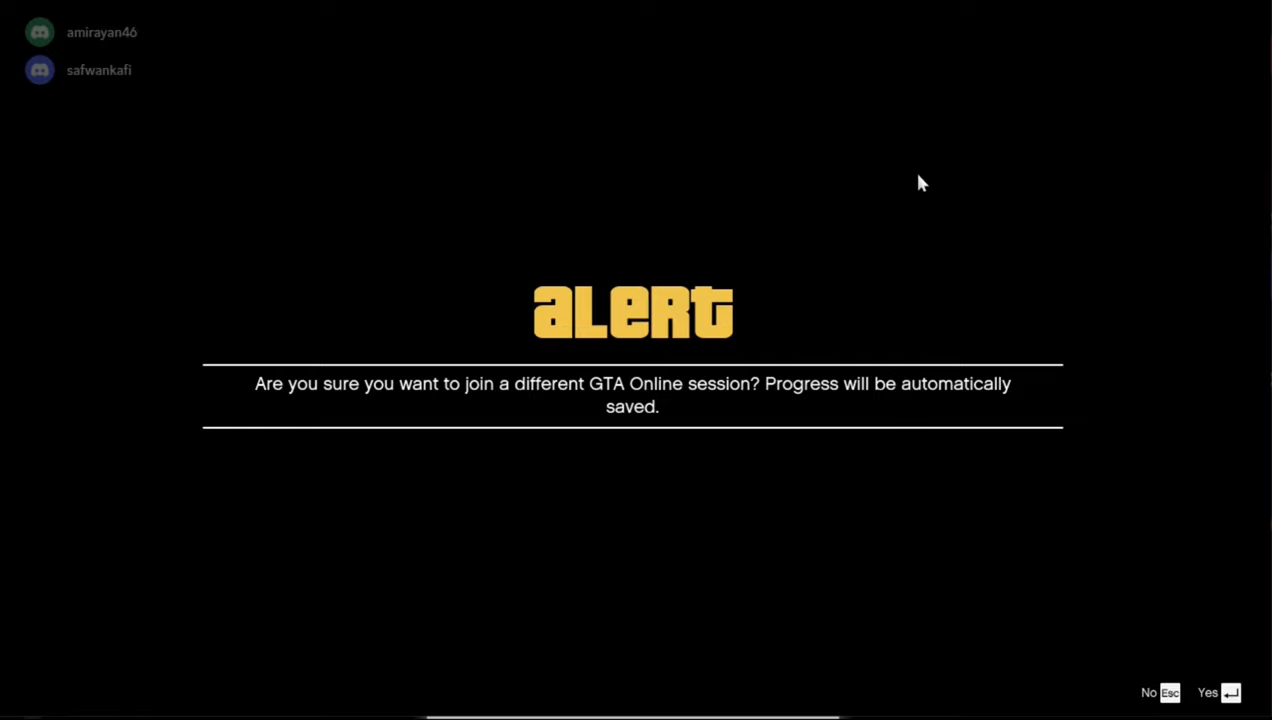 amirayan46
safwankafi
aLeRt
Are you sure you want to join a different GTA Online session? Progress will be automatically
saved.
No Esc Yes